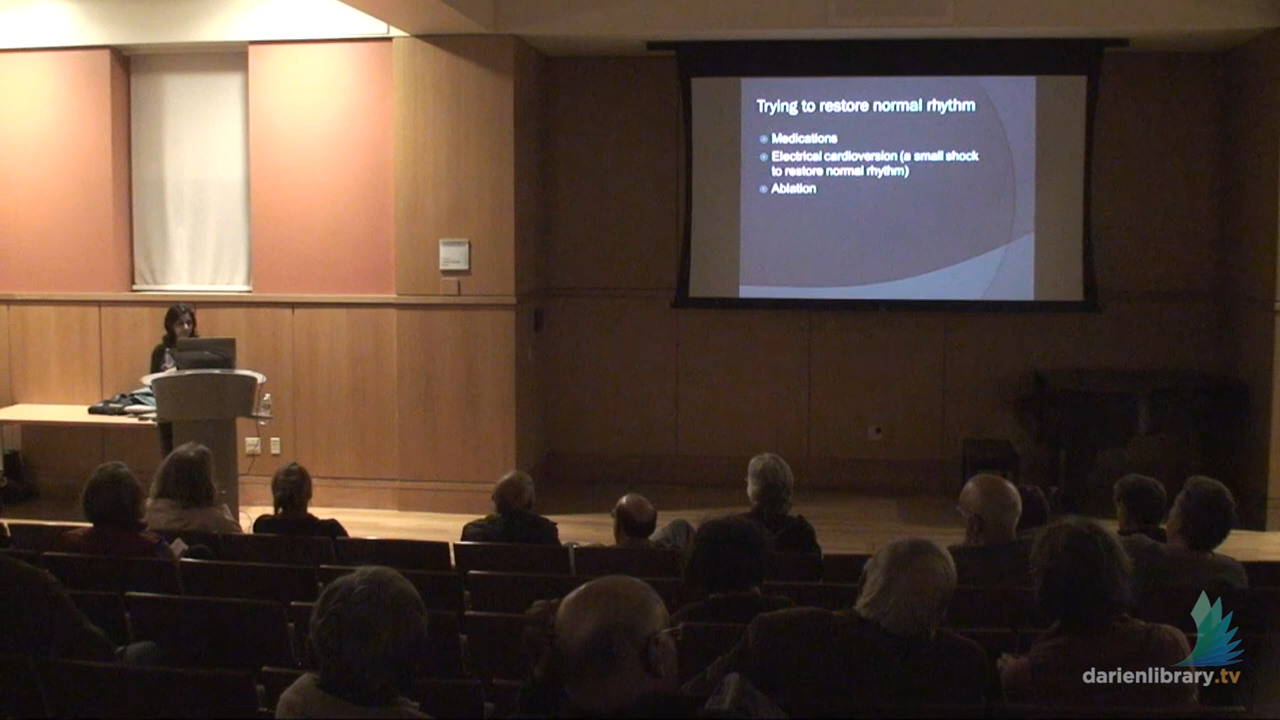 Trying to restore normal rhythm
Medications
Electrical cardioversion (a small shock
to restore normal rhythm)
Ablation
darienlibrary.tv